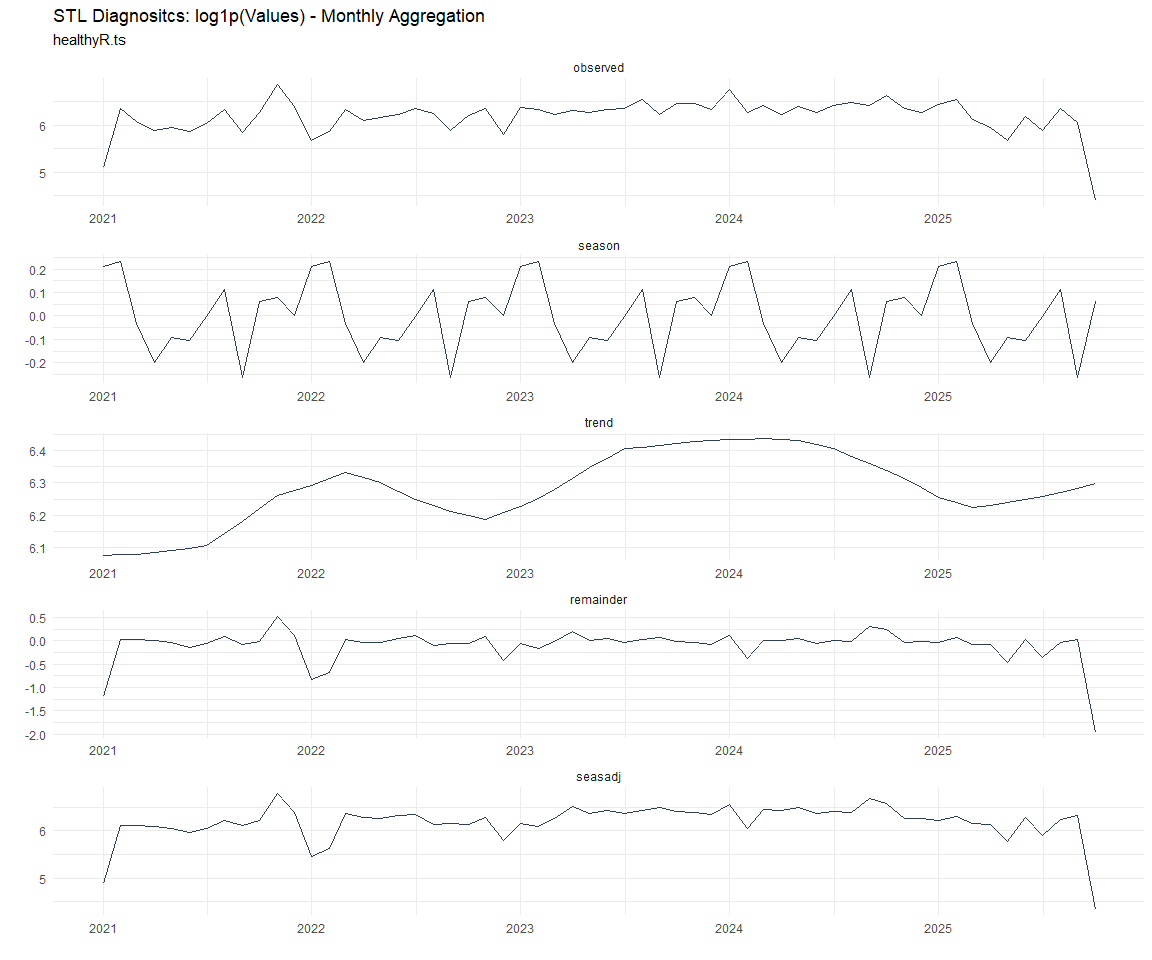 STL Diagnositcs: log1p(Values) - Monthly Aggregation
healthyR.ts
observed
6
5
2021 2022 2023 2024 2025
season
0.2
0.1
0.0
-0.1
-0.2
2021 2022 2023 2024 2025
trend
6.4
6.3
6.2
6.1
2021 2022 2023 2024 2025
remainder
0.5
0.0
-0.5
-1.0
-1.5
-2.0
2021 2022 2023 2024 2025
seasadj
6
5
2021 2022 2023 2024 2025